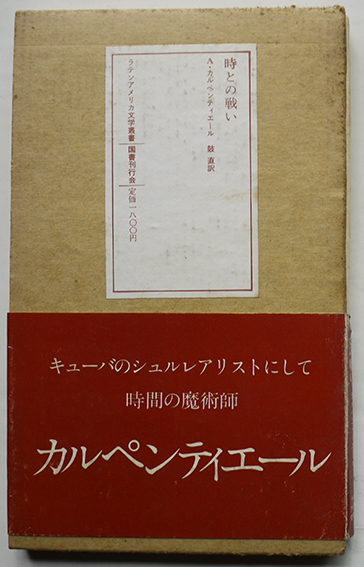 時との戦い
A・カルペンティエール 鼓 直訳
ラテンアメリカ文学叢書 国書刊行会 定価一八〇〇円
キューバのシュルレアリストにして
時間の魔術師
カルペンティエール